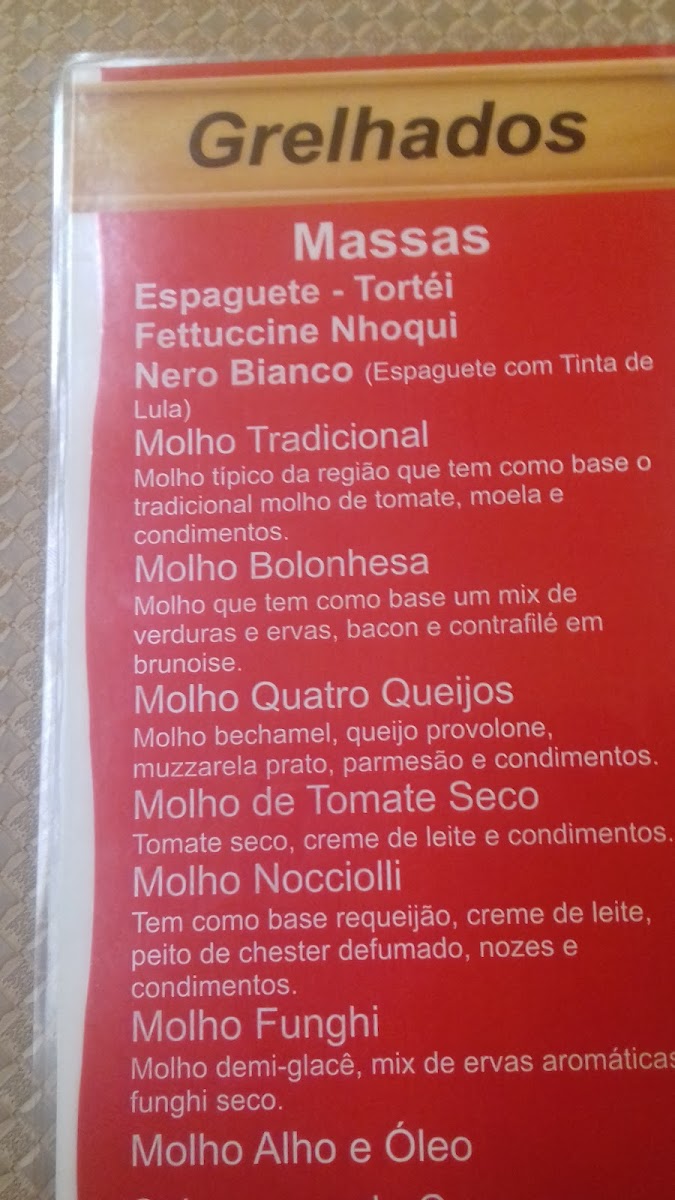 Grelhados
Massas
Espaguete - Tortéi
Fettuccine Nhoqui
Nero Bianco (Espaguete com Tinta de
Lula)
Molho Tradicional
Molho típico da região que tem como base o
tradicional molho de tomate, moela e
condimentos.
Molho Bolonhesa
Molho que tem como base um mix de
verduras e ervas, bacon e contrafilé em
brunoise.
Molho Quatro Queijos
Molho bechamel, queijo provolone,
muzzarela prato, parmesão e condimentos.
Molho de Tomate Seco
Tomate seco, creme de leite e condimentos.
Molho Nocciolli
Tem como base requeijão, creme de leite,
peito de chester defumado, nozes e
condimentos.
Molho Funghi
Molho demi-glacê, mix de ervas aromáticas
funghi seco.
Molho Alho e Óleo